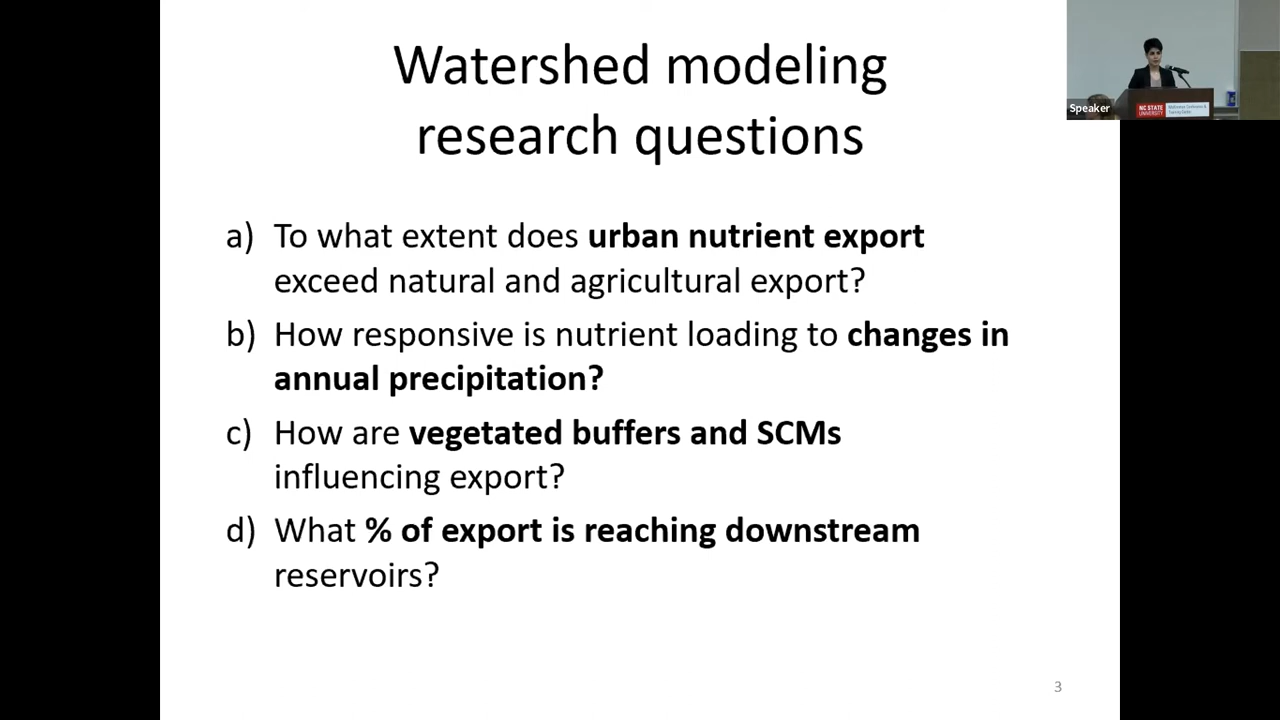 Watershed modeling
research questions
a) To what extent does urban nutrient export
exceed natural and agricultural export?
b) How responsive is nutrient loading to changes in
annual precipitation?
c) How are vegetated buffers and SCMs
influencing export?
d) What % of export is reaching downstream
reservoirs?
3
Speaker
NC STATE
UNIVERSITY